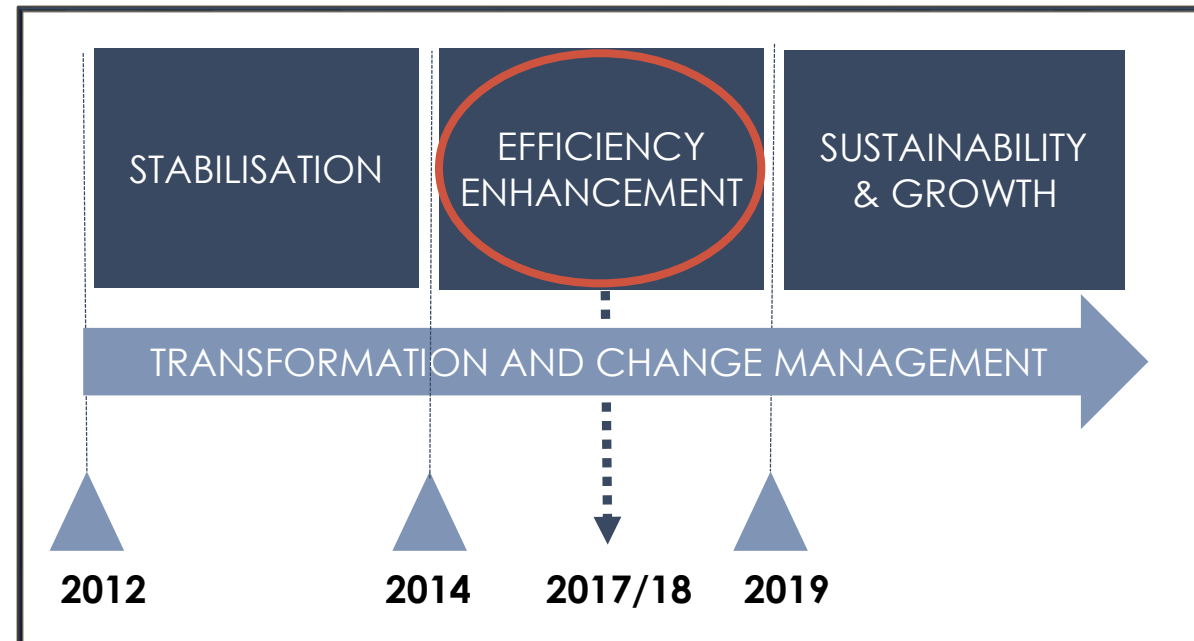 STABILISATION
EFFICIENCY
ENHANCEMENT
SUSTAINABILITY
& GROWTH
TRANSFORMATION AND CHANGE MANAGEMENT
2012
2014
2017/18
2019